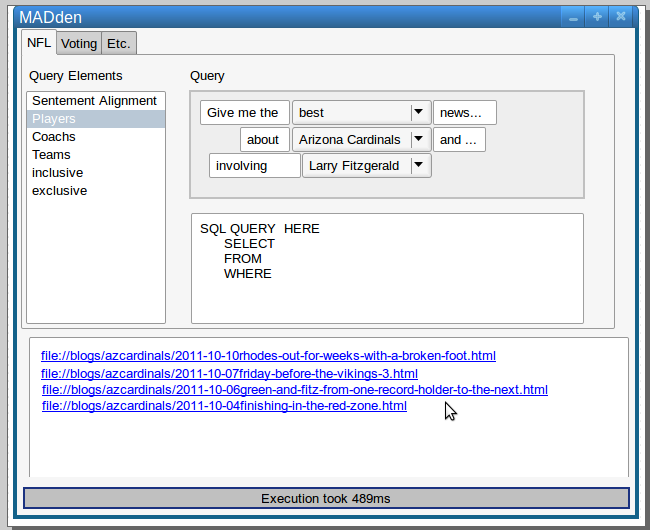 MADden
NFL Voting Etc.
Query Elements
Query
Sentement Alignment
Players
Coachs
Teams
inclusive
exclusive
Give me the best news...
about Arizona Cardinals and ...
involving Larry Fitzgerald
SQL QUERY HERE
SELECT
FROM
WHERE
file://blogs/azcardinals/2011-10-10rhodes-out-for-weeks-with-a-broken-foot.html
file://blogs/azcardinals/2011-10-07friday-before-the-vikings-3.html
file://blogs/azcardinals/2011-10-06green-and-fitz-from-one-record-holder-to-the-next.html
file://blogs/azcardinals/2011-10-04finishing-in-the-red-zone.html
Execution took 489ms